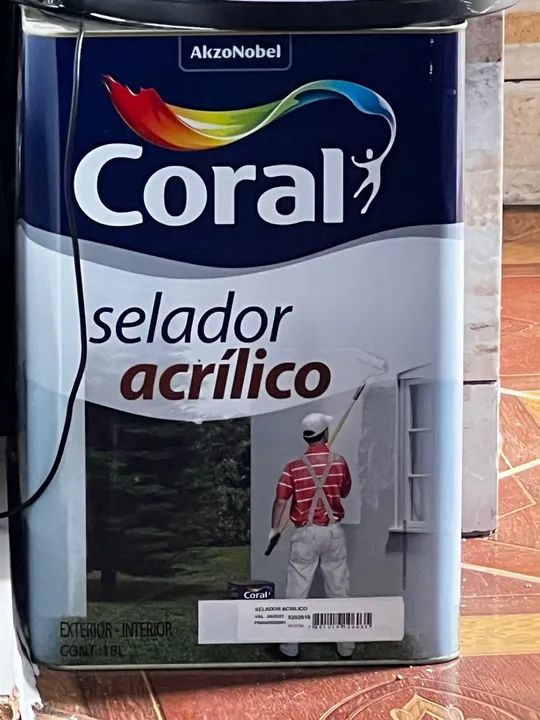 AkzoNobel
Coral
selador
acrílico
Coral
SELADOR ACRILICO
EXTERIOR - INTERIOR
CONT.: 18L